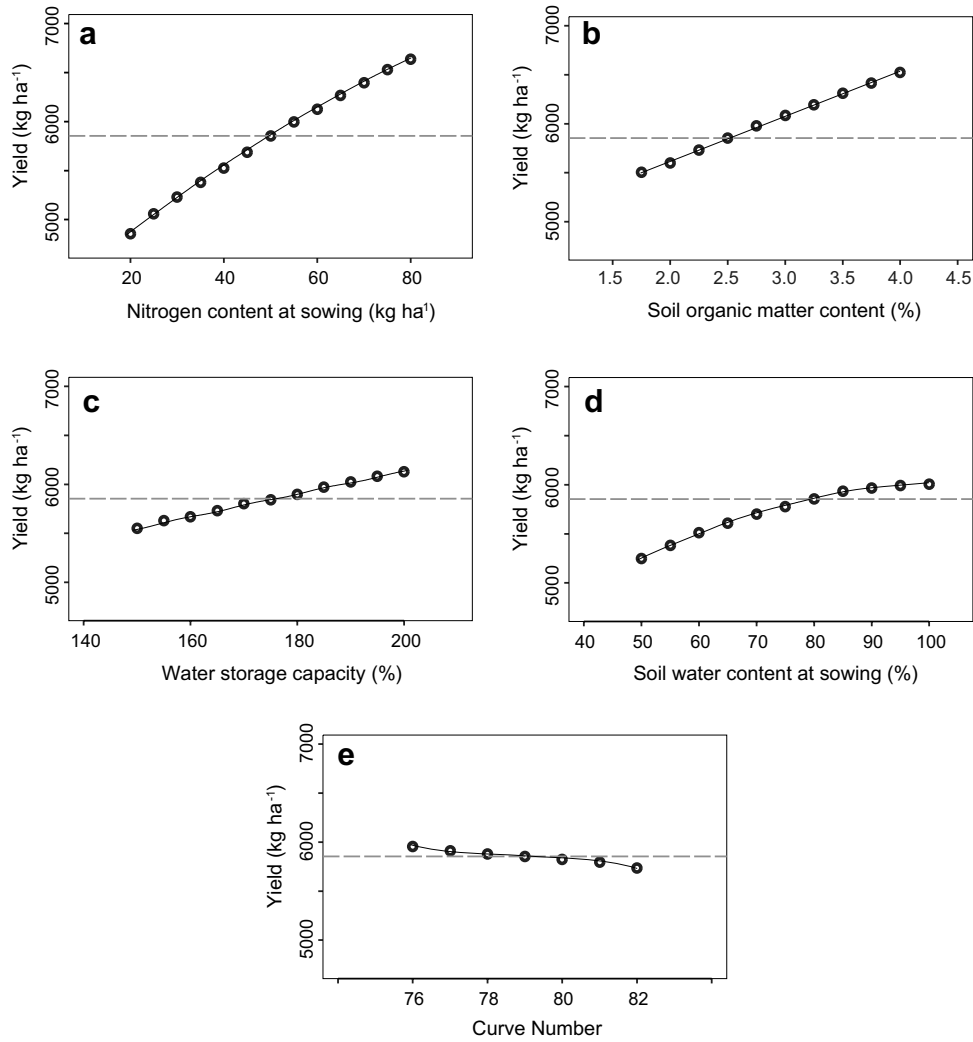 a
7000
6000
5000
Yield (kg ha-1)
20 40 60 80
Nitrogen content at sowing (kg ha1)
b
7000
6000
5000
Yield (kg ha-1)
1.5 2.0 2.5 3.0 3.5 4.0 4.5
Soil organic matter content (%)
c
7000
6000
5000
Yield (kg ha-1)
140 160 180 200
Water storage capacity (%)
d
7000
6000
5000
Yield (kg ha-1)
40 50 60 70 80 90 100
Soil water content at sowing (%)
e
7000
6000
5000
Yield (kg ha-1)
76 78 80 82
Curve Number